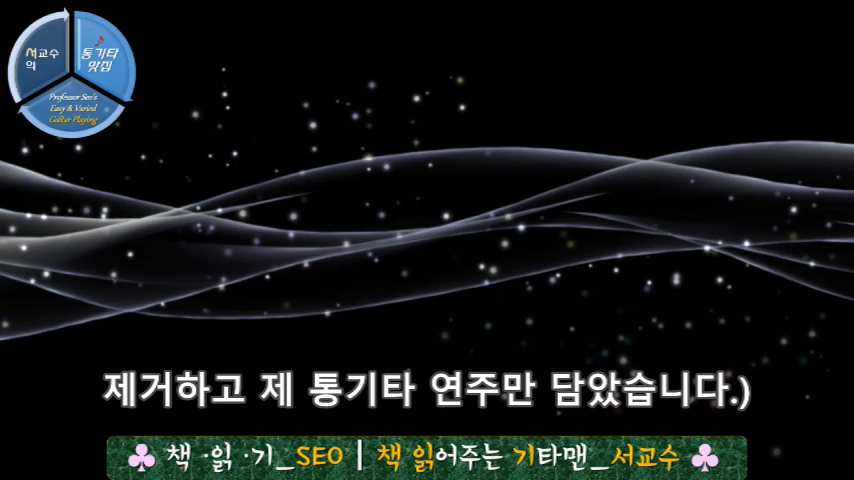 서교수
의
통기타
맛집
Professor Seo's
Easy & Varied
Guitar Playing
제거하고 제 통기타 연주만 담았습니다.)
♣ 책 ·읽 ·기_SEO | 책 읽어주는 기타맨_서교수 ♣